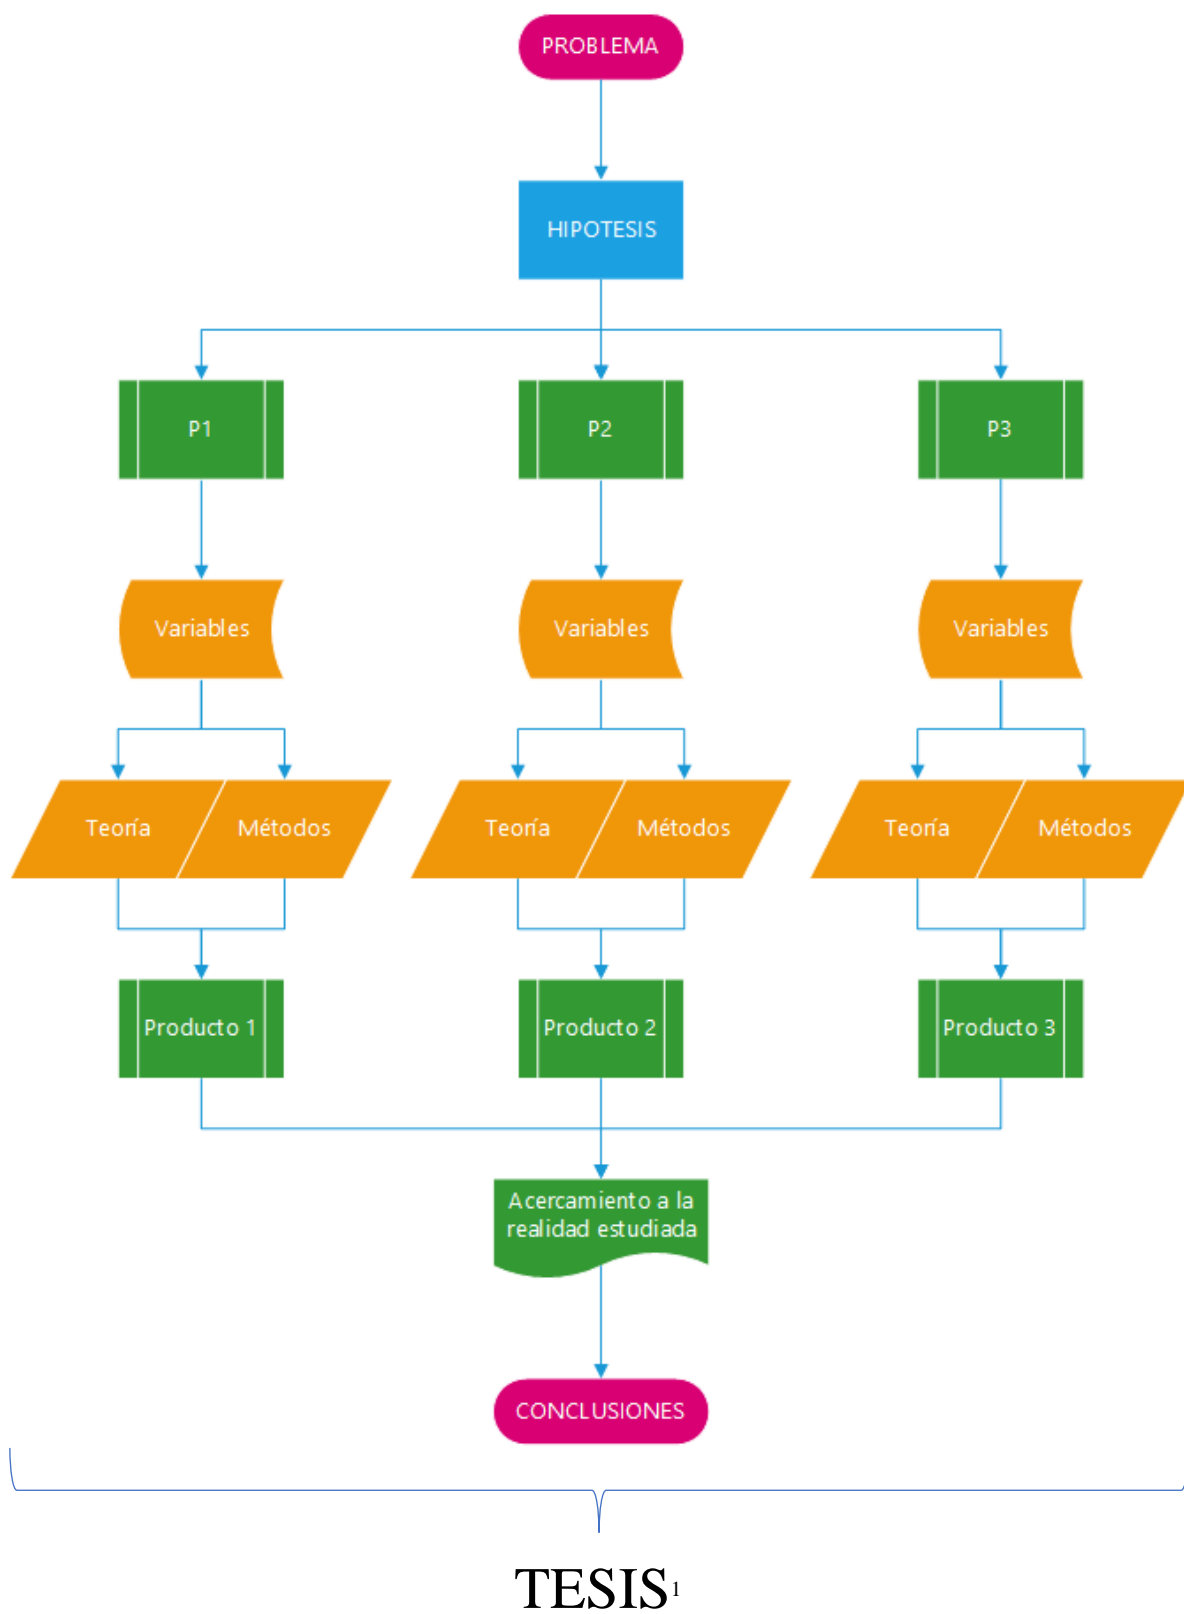 PROBLEMA
HIPOTESIS
P1
P2
P3
Variables
Variables
Variables
Teoría
Métodos
Teoría
Métodos
Teoría
Métodos
Producto 1
Producto 2
Producto 3
Acercamiento a la
realidad estudiada
CONCLUSIONES
TESIS¹